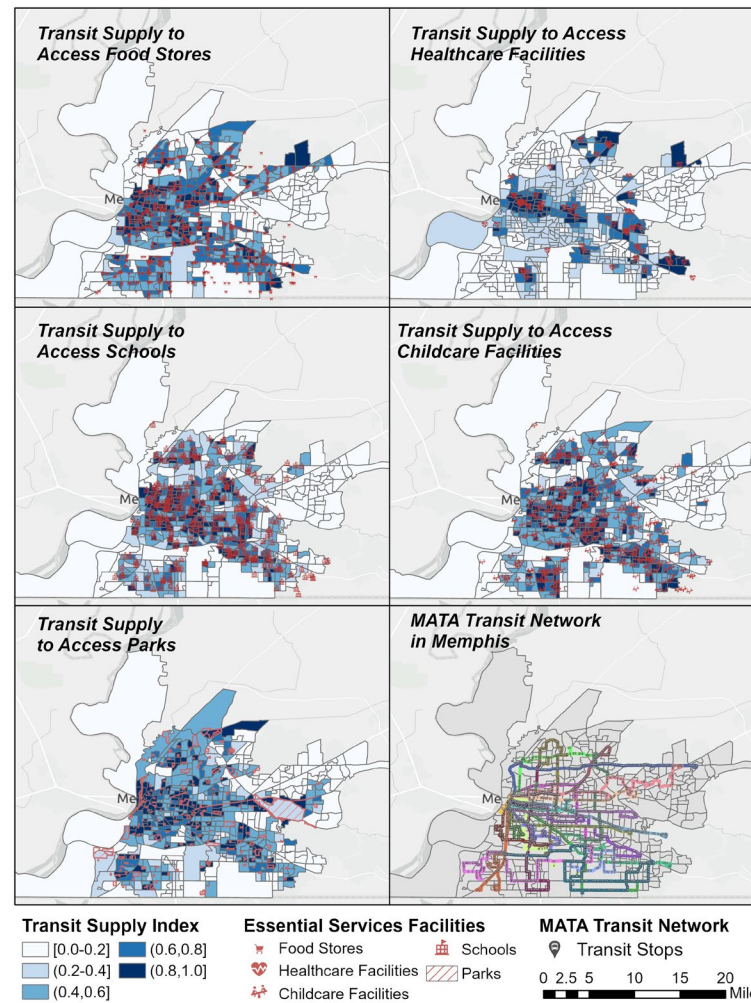 Transit Supply to
Access Food Stores
Transit Supply to Access
Healthcare Facilities
Me
Me
Transit Supply to
Access Schools
Transit Supply to Access
Childcare Facilities
Me
Me
Transit Supply
to Access Parks
MATA Transit Network
in Memphis
Me
Me
Transit Supply Index
[0.0-0.2]
(0.6,0.8]
(0.2-0.4]
(0.8,1.0]
(0.4,0.6]
Essential Services Facilities
Food Stores
Schools
Healthcare Facilities
Parks
Childcare Facilities
MATA Transit Network
Transit Stops
0 2.5 5 10 15 20
Mile